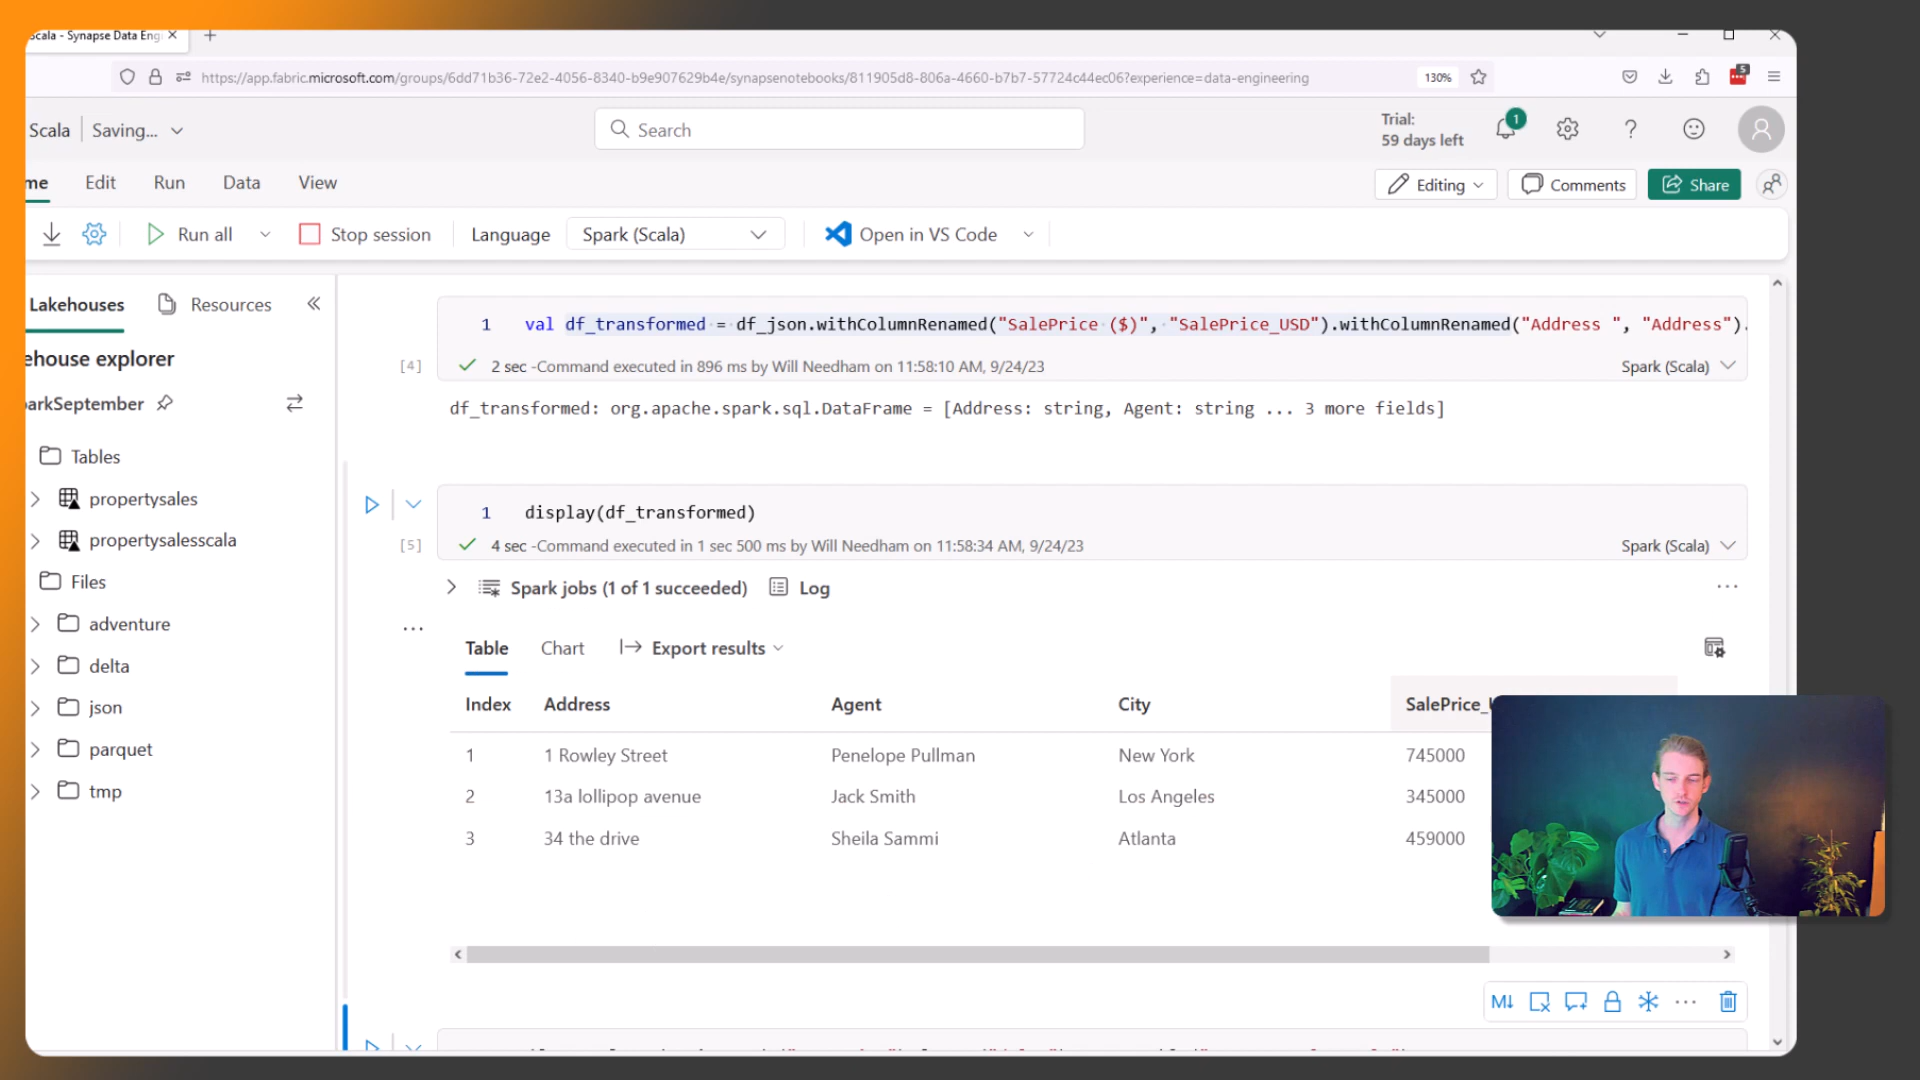 Scala - Synapse Data Eng
https://app.fabric.microsoft.com/groups/6dd71b36-72e2-4056-8340-b9e907629b4e/synapsenotebooks/811905d8-806a-4660-b7b7-57724c44ec06?experience=data-engineering
130%
5
Scala
Saving...
Search
Trial:
59 days left
1
me
Edit
Run
Data
View
Editing
Comments
Share
Run all
Stop session
Language
Spark (Scala)
Open in VS Code
Lakehouses
Resources
ehouse explorer
arkSeptember
Tables
propertysales
propertysalesscala
Files
adventure
delta
json
parquet
tmp
1 val df_transformed = df_json.withColumnRenamed("SalePrice ($)", "SalePrice_USD").withColumnRenamed("Address ", "Address").
[4] 2 sec -Command executed in 896 ms by Will Needham on 11:58:10 AM, 9/24/23 Spark (Scala)
df_transformed: org.apache.spark.sql.DataFrame = [Address: string, Agent: string ... 3 more fields]
1 display(df_transformed)
[5] 4 sec -Command executed in 1 sec 500 ms by Will Needham on 11:58:34 AM, 9/24/23 Spark (Scala)
Spark jobs (1 of 1 succeeded) Log
Table Chart Export results
Index Address Agent City SalePrice_U
1 1 Rowley Street Penelope Pullman New York 745000
2 13a lollipop avenue Jack Smith Los Angeles 345000
3 34 the drive Sheila Sammi Atlanta 459000
M↓